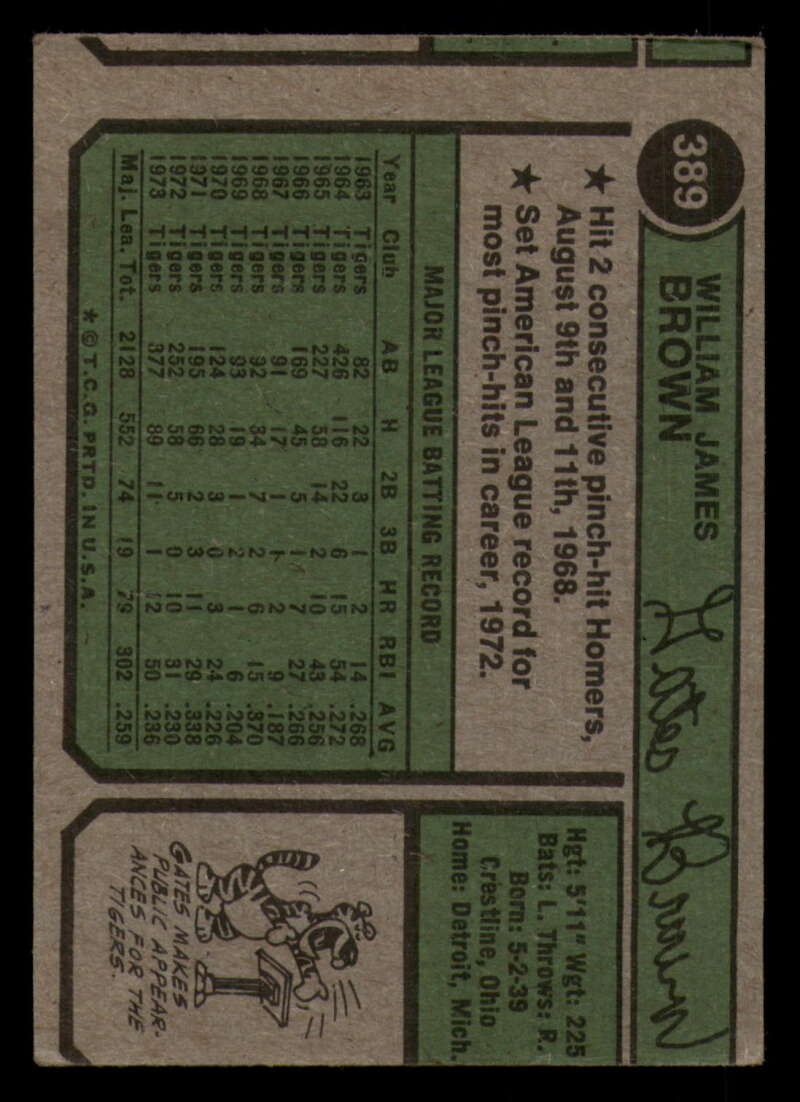 389
WILLIAM JAMES
BROWN
Gates Brown
★ Hit 2 consecutive pinch-hit Homers,
August 9th and 11th, 1968.
★ Set American League record for
most pinch-hits in career, 1972.
Hgt: 5'11" Wgt: 225
Bats: L. Throws: R.
Born: 5-2-39
Crestline, Ohio
Home: Detroit, Mich.
MAJOR LEAGUE BATTING RECORD
Year Club AB H 2B 3B HR RBI AVG
1963 Tigers 82 22 3 1 2 14 .268
1964 Tigers 426 116 22 6 15 54 .272
1965 Tigers 227 58 14 2 10 43 .256
1966 Tigers 169 45 5 1 7 27 .266
1967 Tigers 91 17 1 1 2 9 .187
1968 Tigers 92 34 7 2 6 15 .370
1969 Tigers 93 19 1 2 1 6 .204
1970 Tigers 124 28 3 0 3 24 .226
1971 Tigers 195 66 2 3 11 29 .338
1972 Tigers 252 58 5 0 10 31 .230
1973 Tigers 377 89 11 1 12 50 .236
Maj. Lea. Tot. 2128 552 74 19 79 302 .259
* © T.C.G. PRTD. IN U.S.A.
GATES MAKES
PUBLIC APPEAR-
ANCES FOR THE
TIGERS.